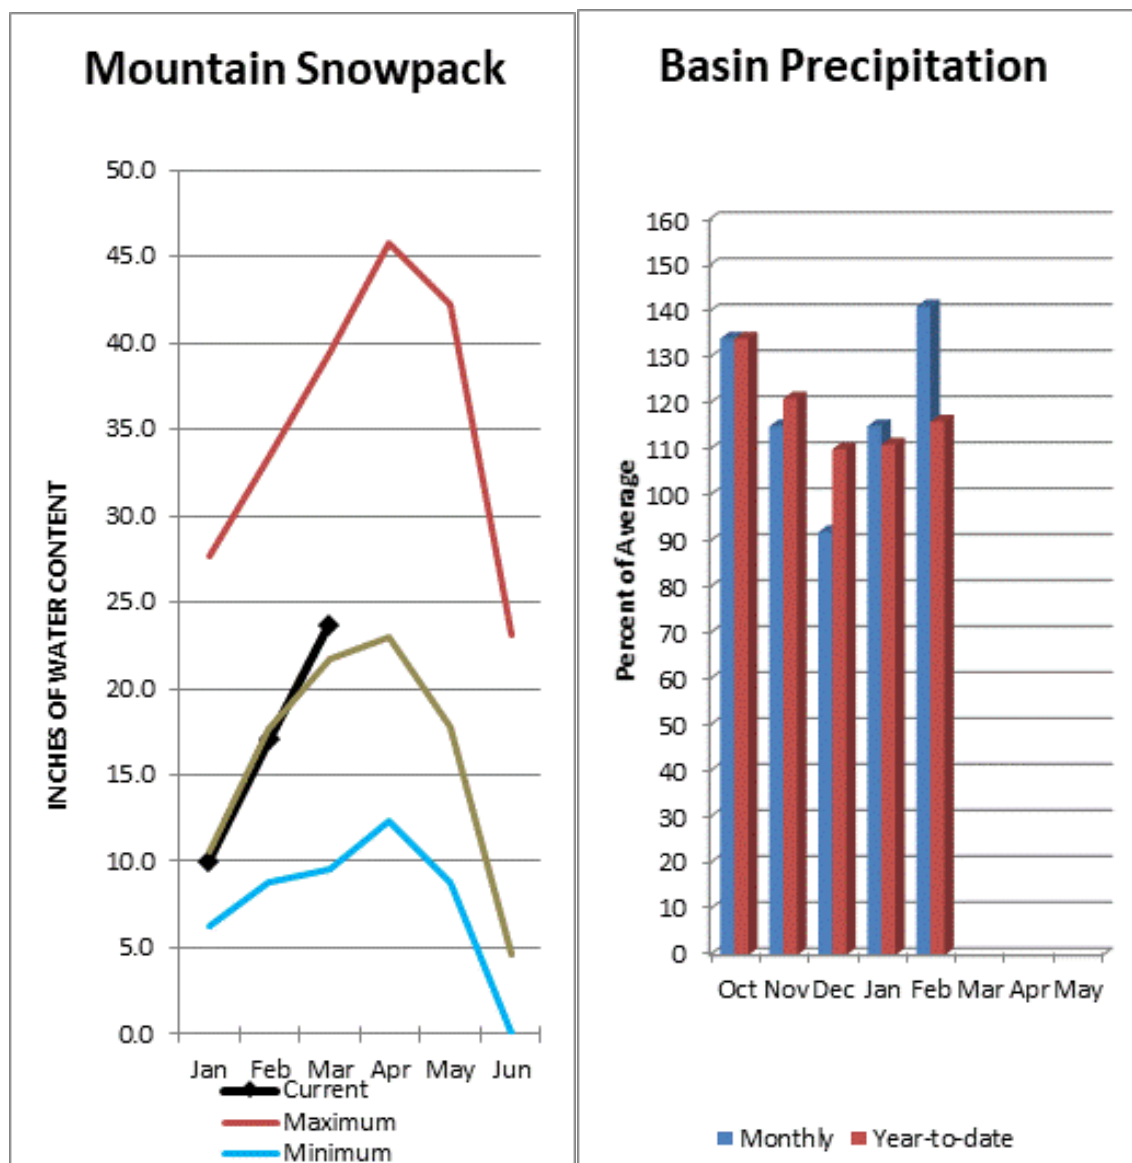 Mountain Snowpack
INCHES OF WATER CONTENT
50.0
45.0
40.0
35.0
30.0
25.0
20.0
15.0
10.0
5.0
0.0
Jan Feb Mar Apr May Jun
Current
Maximum
Minimum
Basin Precipitation
Percent of Average
160
150
140
130
120
110
100
90
80
70
60
50
40
30
20
10
0
Oct Nov Dec Jan Feb Mar Apr May
Monthly Year-to-date